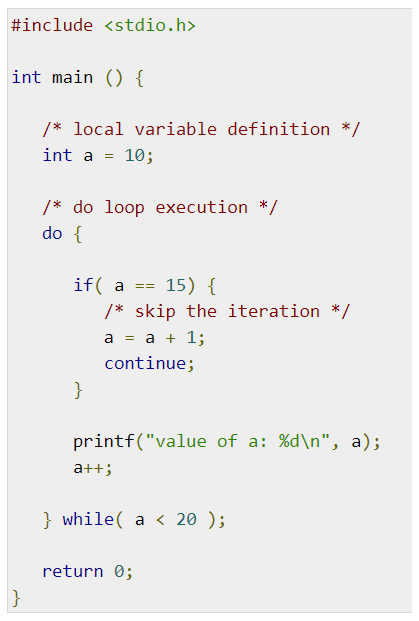 #include <stdio.h>
int main () {
/* local variable definition */
int a = 10;
/* do loop execution */
do {
if( a == 15) {
/* skip the iteration */
a = a + 1;
continue;
}
printf("value of a: %d\n", a);
a++;
} while( a < 20 );
return 0;
}